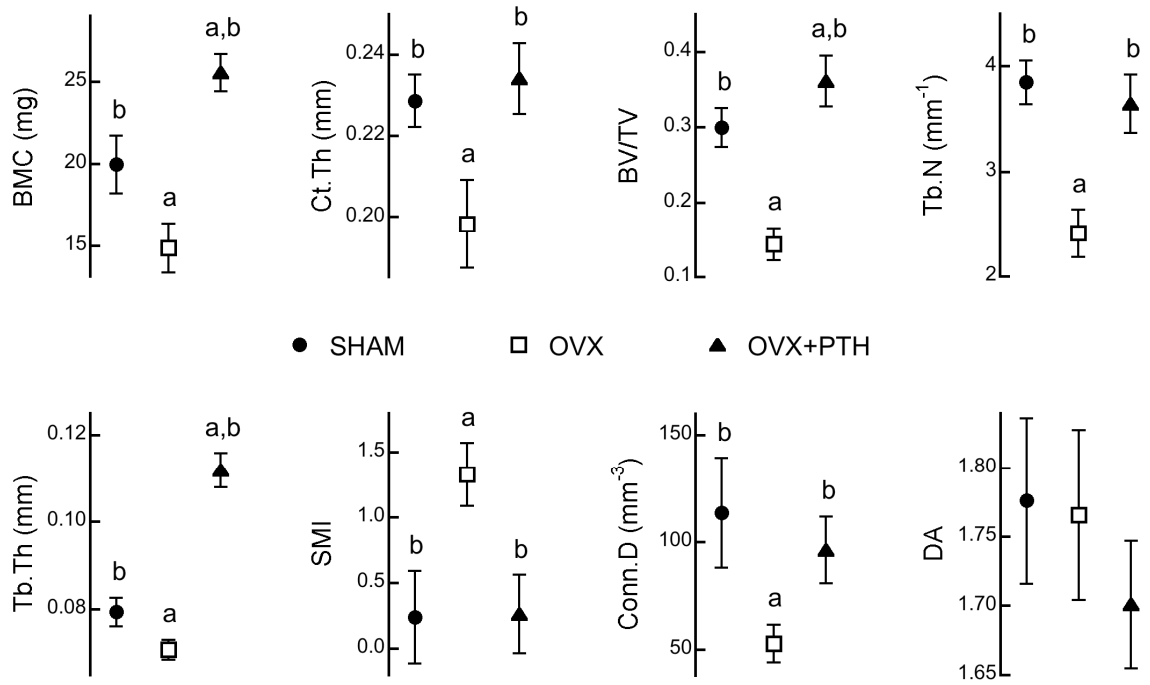 b
a
a,b
25
20
15
BMC (mg)
b
a
b
0.24
0.22
0.20
Ct.Th (mm)
b
a
a,b
0.4
0.3
0.2
0.1
BV/TV
b
a
b
4
3
2
Tb.N (mm⁻¹)
SHAM OVX OVX+PTH
b
a
a,b
0.12
0.10
0.08
Tb.Th (mm)
b
a
b
1.5
1.0
0.5
0.0
SMI
b
a
b
150
100
50
Conn.D (mm⁻³)
1.80
1.75
1.70
1.65
DA